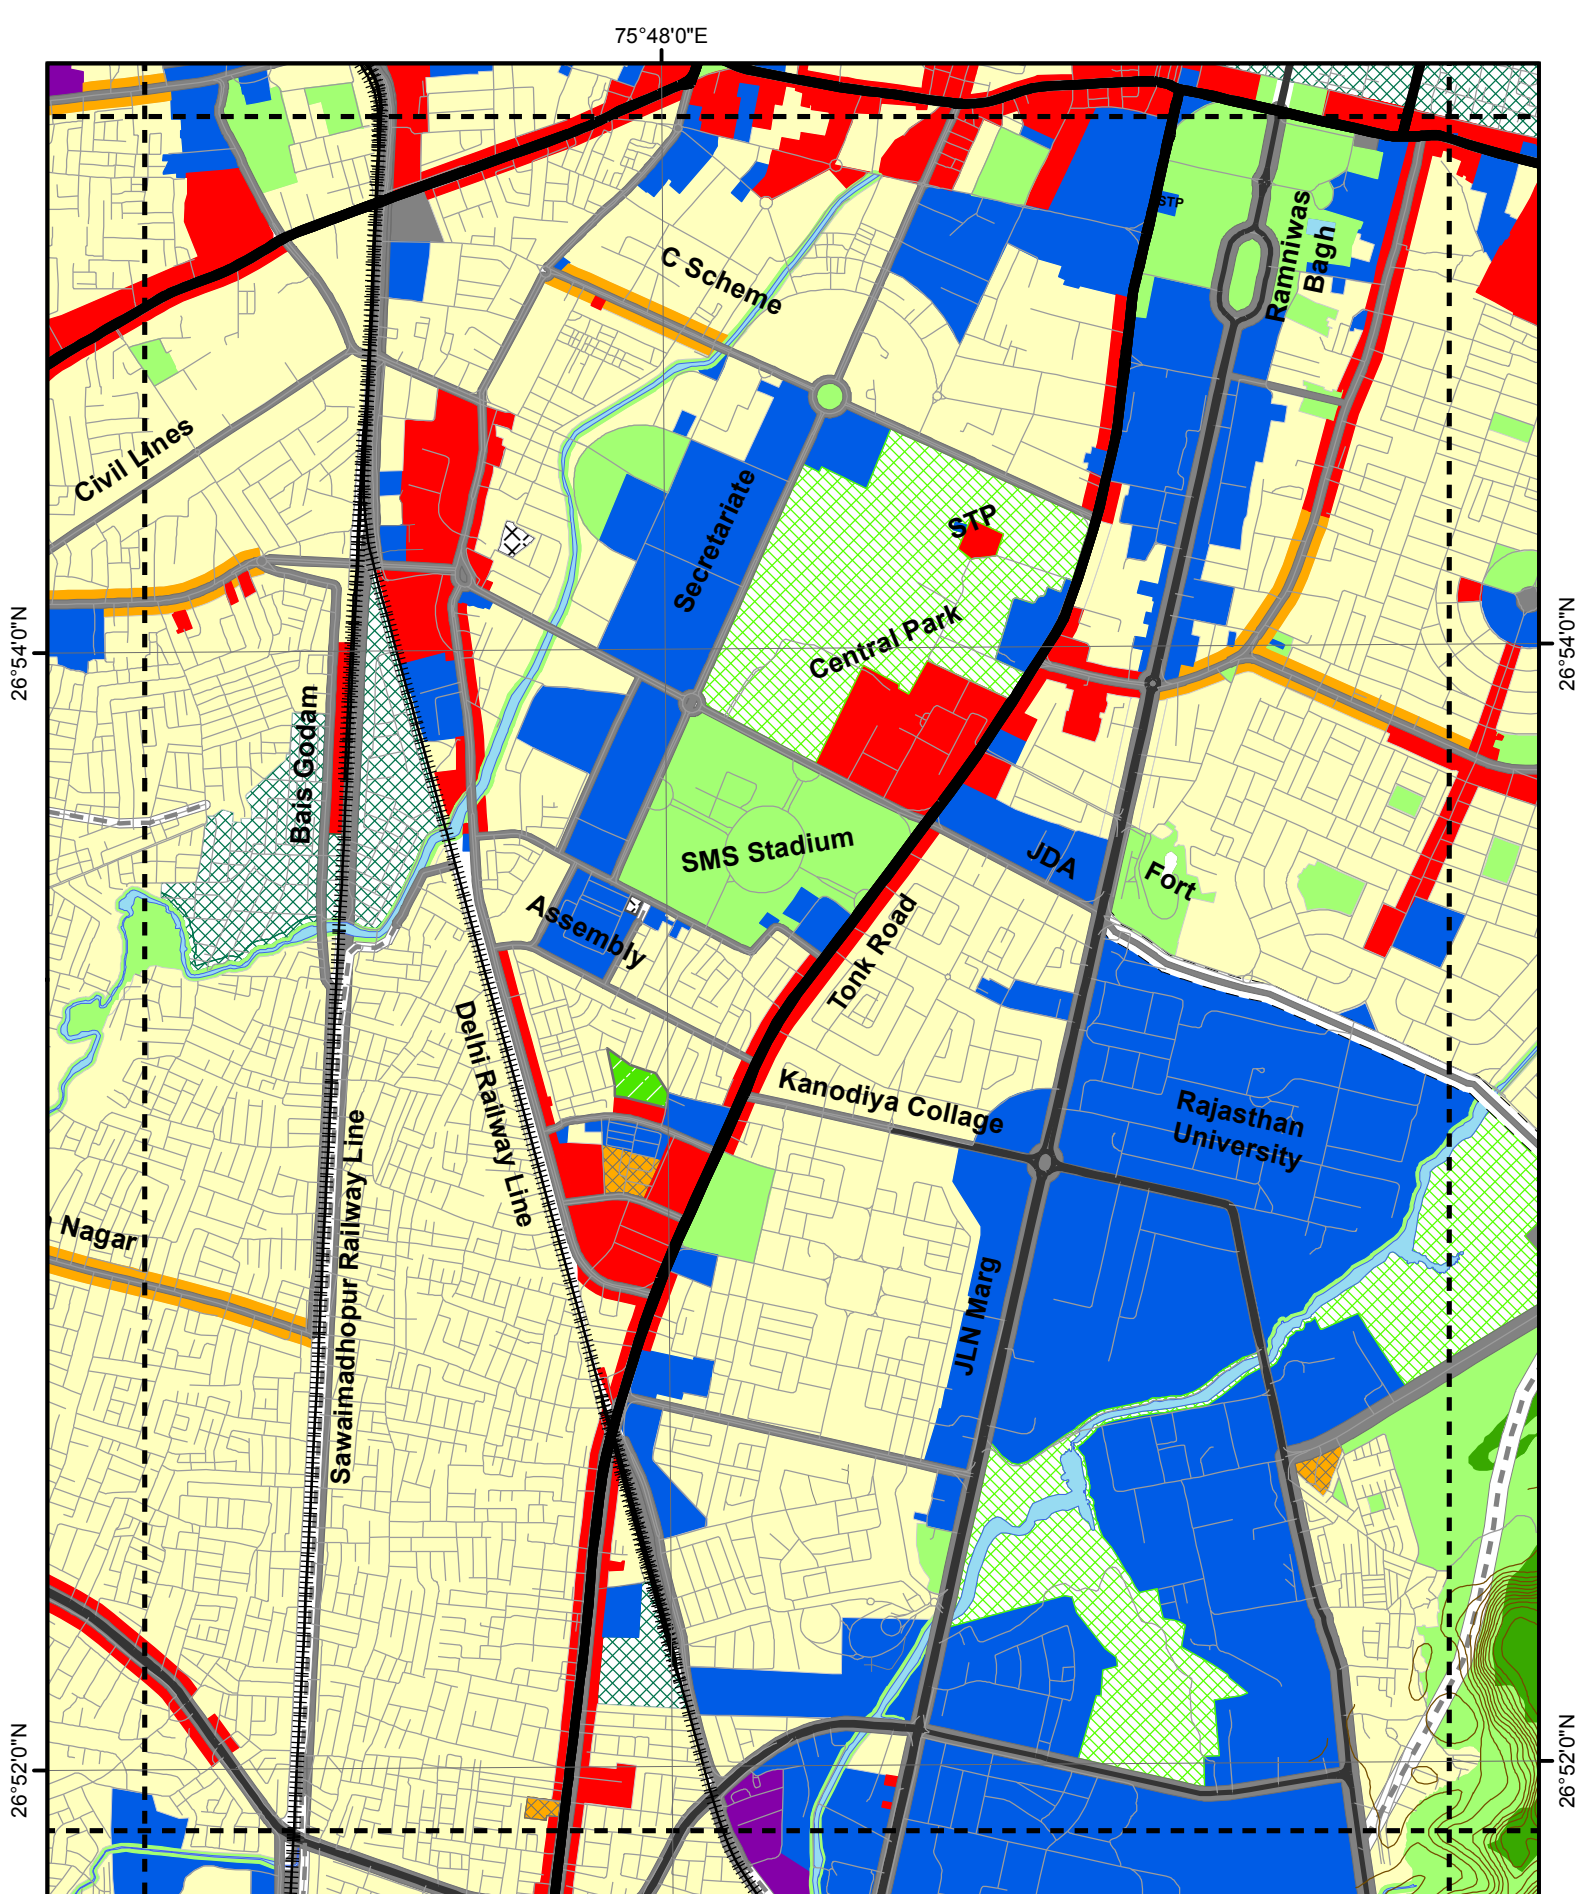 75°48'0"E
STP
Ramniwas
Bagh
C Scheme
Civil Lines
Secretariate
STP
26°54'0"N
26°54'0"N
Central Park
Bais Godam
SMS Stadium
JDA
Fort
Assembly
Tonk Road
Delhi Railway Line
Kanodiya Collage
Rajasthan
University
Sawaimadhopur Railway Line
Nagar
JLN Marg
26°52'0"N
26°52'0"N